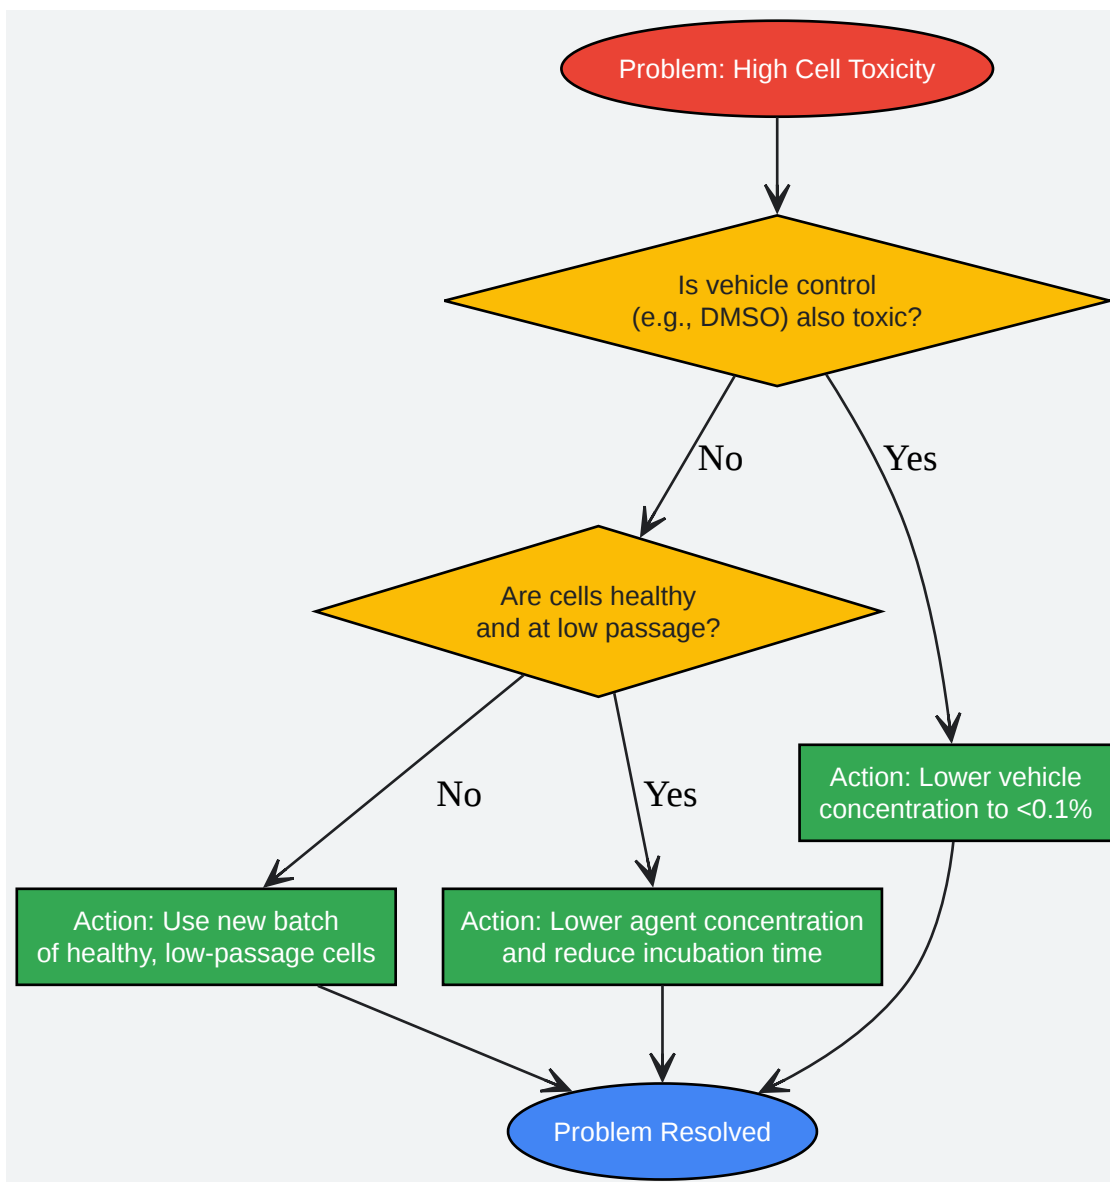 Problem: High Cell Toxicity
Is vehicle control
(e.g., DMSO) also toxic?
No
Yes
Are cells healthy
and at low passage?
No
Yes
Action: Lower vehicle
concentration to <0.1%
Action: Use new batch
of healthy, low-passage cells
Action: Lower agent concentration
and reduce incubation time
Problem Resolved